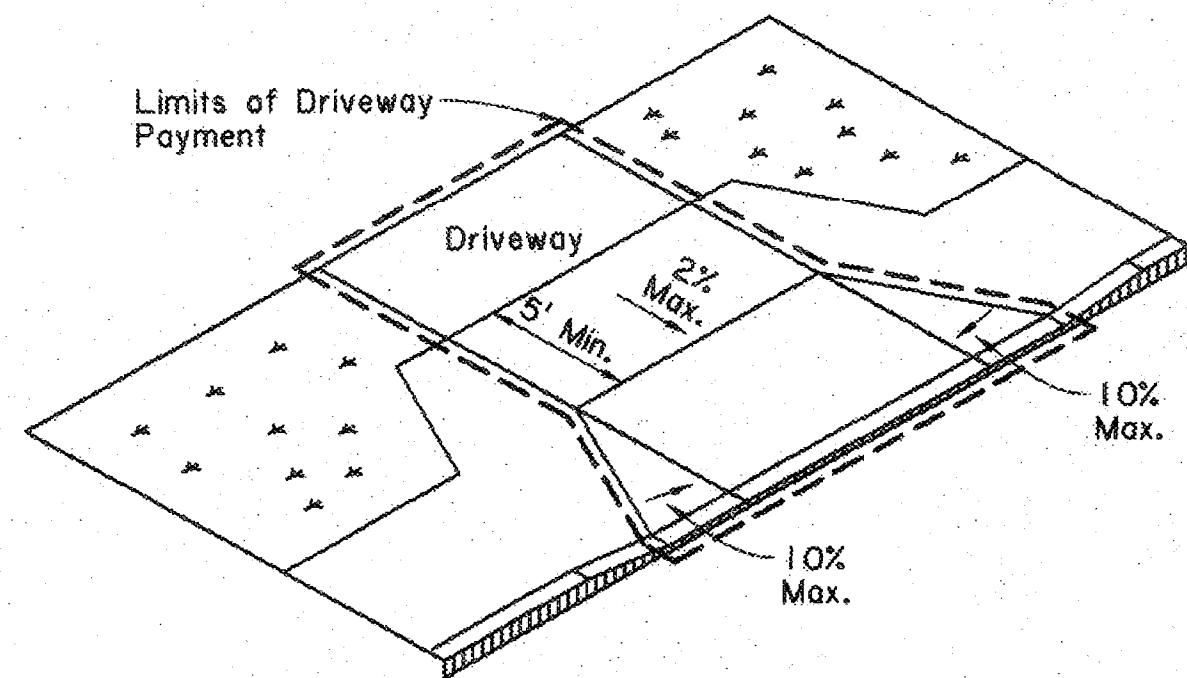 Limits of Driveway
Payment
Driveway
2%
Max.
5' Min.
10%
Max.
10%
Max.